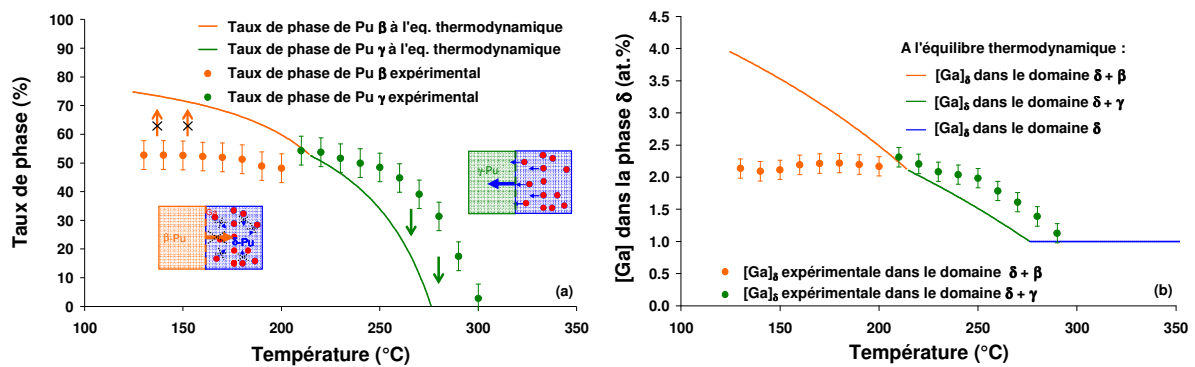 Taux de phase (%)
100
90
80
70
60
50
40
30
20
10
0
Taux de phase de Pu β à l'eq. thermodynamique
Taux de phase de Pu γ à l'eq. thermodynamique
Taux de phase de Pu β expérimental
Taux de phase de Pu γ expérimental
γ-Pu
β-Pu
δ-Pu
(a)
100 150 200 250 300 350
Température (°C)
[Ga]δ dans la phase δ (at.%)
4.5
4.0
3.5
3.0
2.5
2.0
1.5
1.0
0.5
0.0
A l'équilibre thermodynamique :
[Ga]δ dans le domaine δ + β
[Ga]δ dans le domaine δ + γ
[Ga]δ dans le domaine δ
[Ga]δ expérimentale dans le domaine δ + β
[Ga]δ expérimentale dans le domaine δ + γ
(b)
100 150 200 250 300 350
Température (°C)